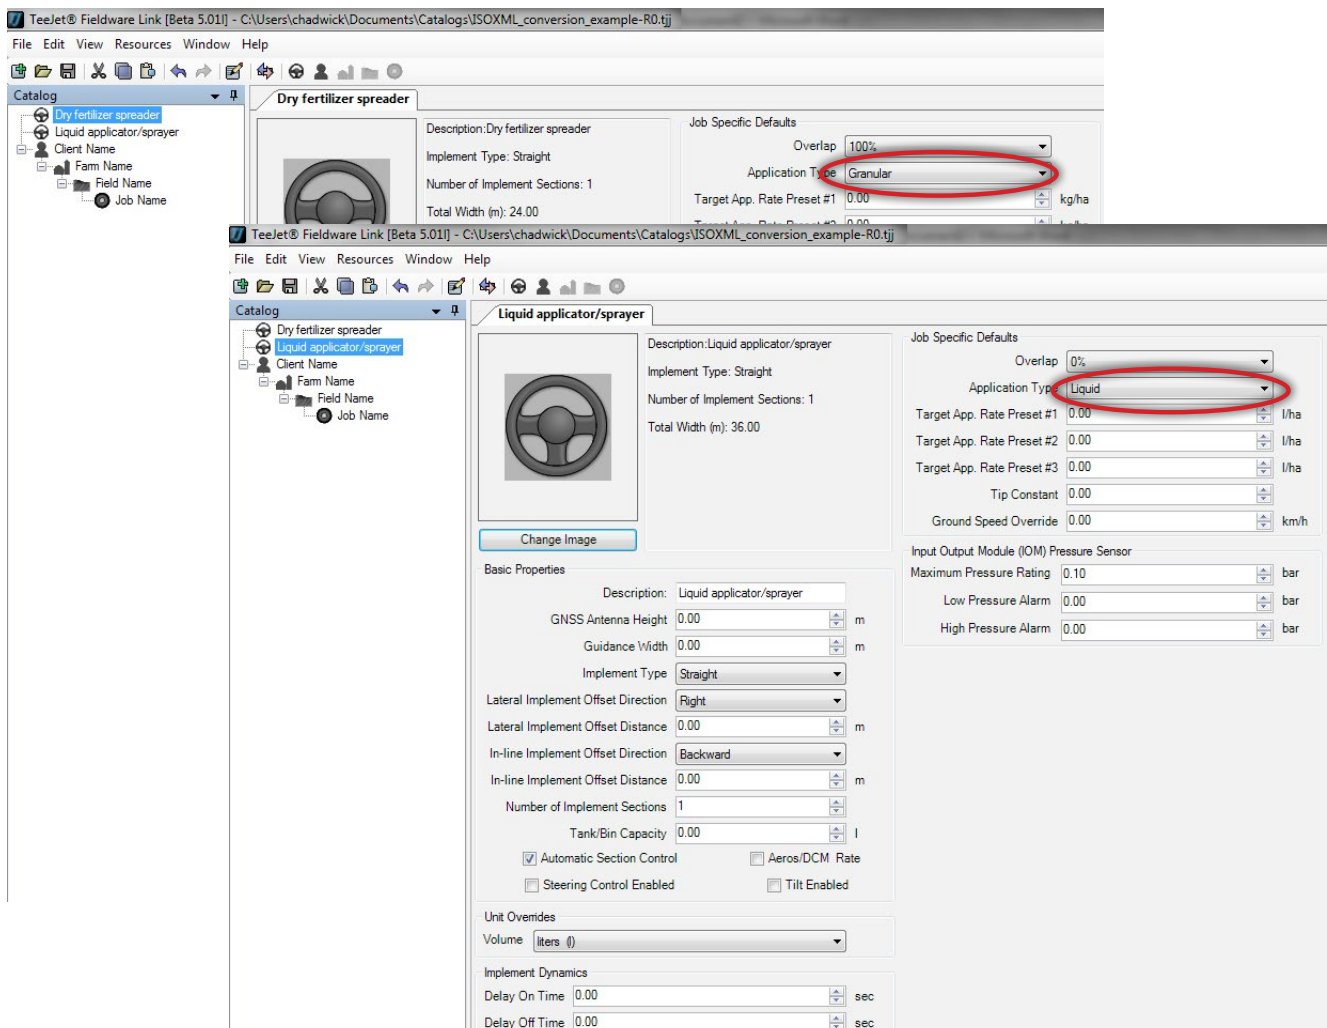 TeeJet® Fieldware Link [Beta 5.01l] - C:\Users\chadwick\Documents\Catalogs\ISOXML_conversion_example-R0.tjj
File Edit View Resources Window Help
Catalog
Dry fertilizer spreader
Liquid applicator/sprayer
Client Name
Farm Name
Field Name
Job Name
Dry fertilizer spreader
Description:Dry fertilizer spreader
Implement Type: Straight
Number of Implement Sections: 1
Total Width (m): 24.00
Job Specific Defaults
Overlap 100%
Application Type Granular
Target App. Rate Preset #1 0.00 kg/ha
TeeJet® Fieldware Link [Beta 5.01l] - C:\Users\chadwick\Documents\Catalogs\ISOXML_conversion_example-R0.tjj
File Edit View Resources Window Help
Catalog
Dry fertilizer spreader
Liquid applicator/sprayer
Client Name
Farm Name
Field Name
Job Name
Liquid applicator/sprayer
Description:Liquid applicator/sprayer
Implement Type: Straight
Number of Implement Sections: 1
Total Width (m): 36.00
Change Image
Basic Properties
Description: Liquid applicator/sprayer
GNSS Antenna Height 0.00 m
Guidance Width 0.00 m
Implement Type Straight
Lateral Implement Offset Direction Right
Lateral Implement Offset Distance 0.00 m
In-line Implement Offset Direction Backward
In-line Implement Offset Distance 0.00 m
Number of Implement Sections 1
Tank/Bin Capacity 0.00 l
Automatic Section Control Aeros/DCM Rate
Steering Control Enabled Tilt Enabled
Unit Overrides
Volume liters (l)
Implement Dynamics
Delay On Time 0.00 sec
Delay Off Time 0.00 sec
Job Specific Defaults
Overlap 0%
Application Type Liquid
Target App. Rate Preset #1 0.00 l/ha
Target App. Rate Preset #2 0.00 l/ha
Target App. Rate Preset #3 0.00 l/ha
Tip Constant 0.00
Ground Speed Override 0.00 km/h
Input Output Module (IOM) Pressure Sensor
Maximum Pressure Rating 0.10 bar
Low Pressure Alarm 0.00 bar
High Pressure Alarm 0.00 bar